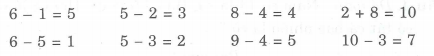 6 − 1 = 5 5 − 2 = 3 8 − 4 = 4 2 + 8 = 10
6 − 5 = 1 5 − 3 = 2 9 − 4 = 5 10 − 3 = 7